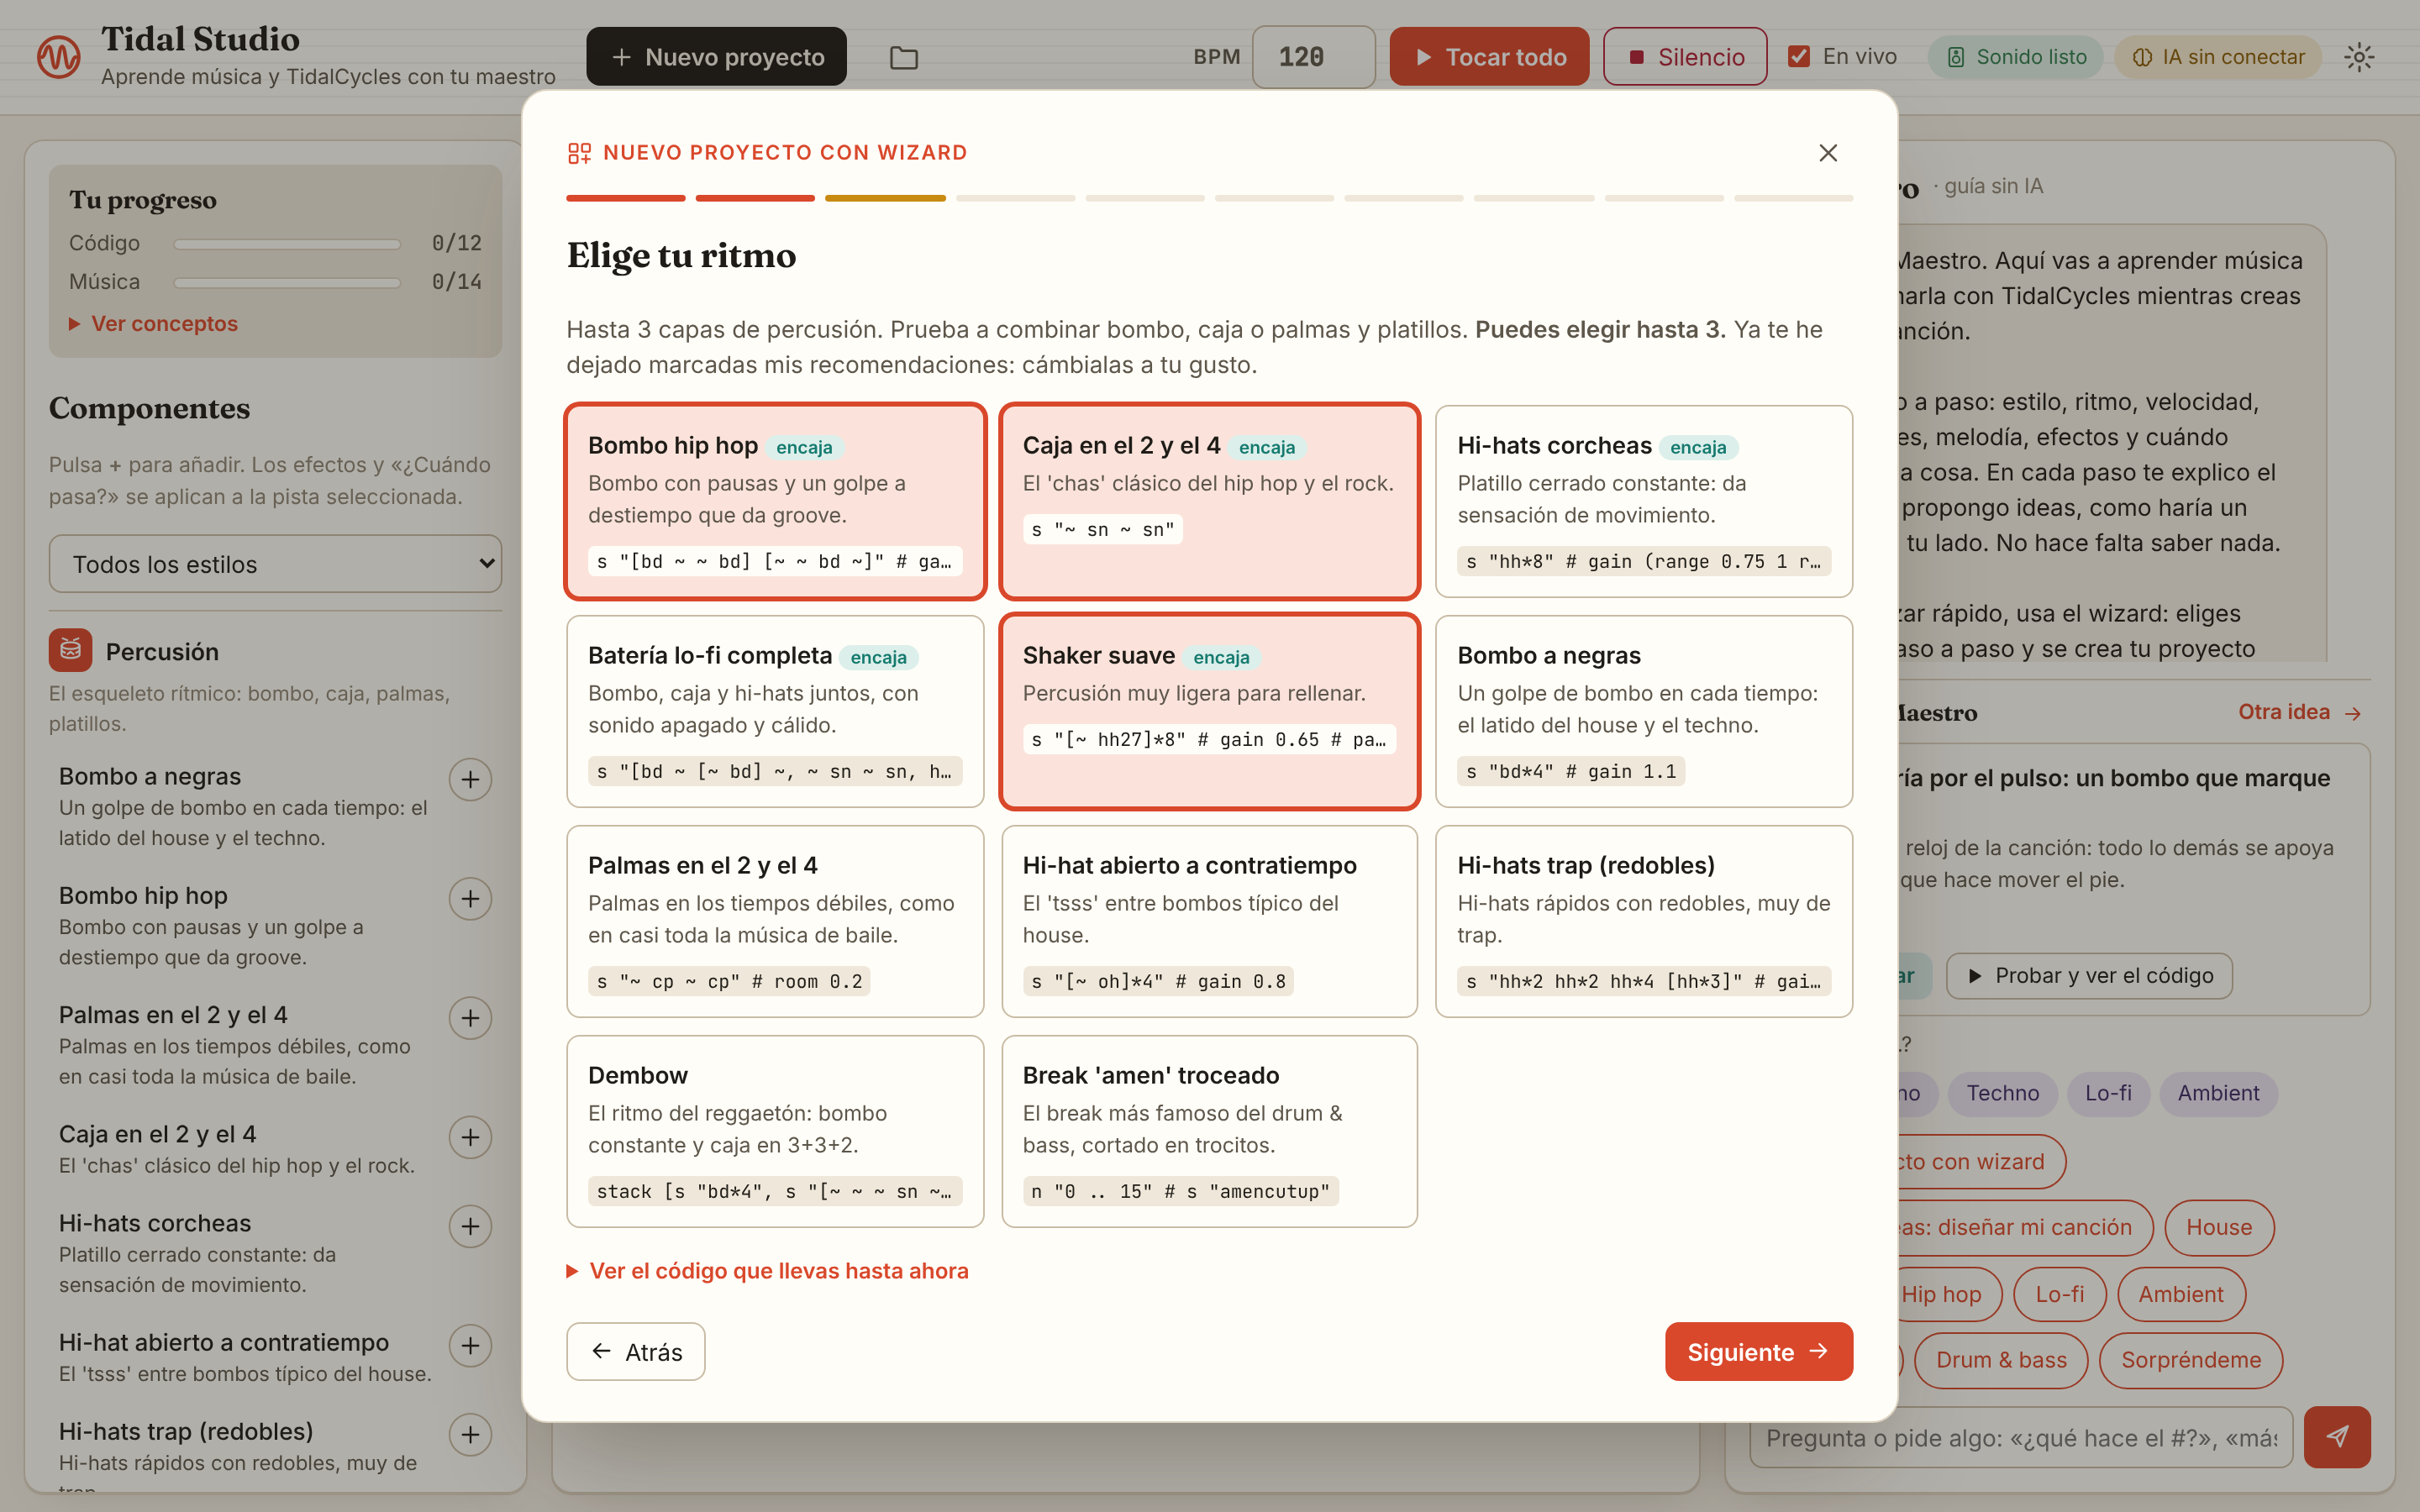 Tidal Studio
Aprende música y TidalCycles con tu maestro
Nuevo proyecto
BPM 120
Tocar todo
Silencio
En vivo
Sonido listo
IA sin conectar
Tu progreso
Código 0/12
Música 0/14
Ver conceptos
Componentes
Pulsa + para añadir. Los efectos y «¿Cuándo
pasa?» se aplican a la pista seleccionada.
Todos los estilos
Percusión
El esqueleto rítmico: bombo, caja, palmas,
platillos.
Bombo a negras
Un golpe de bombo en cada tiempo: el
latido del house y el techno.
Bombo hip hop
Bombo con pausas y un golpe a
destiempo que da groove.
Palmas en el 2 y el 4
Palmas en los tiempos débiles, como
en casi toda la música de baile.
Caja en el 2 y el 4
El 'chas' clásico del hip hop y el rock.
Hi-hats corcheas
Platillo cerrado constante: da
sensación de movimiento.
Hi-hat abierto a contratiempo
El 'tsss' entre bombos típico del house.
Hi-hats trap (redobles)
Hi-hats rápidos con redobles, muy de
NUEVO PROYECTO CON WIZARD
Elige tu ritmo
Hasta 3 capas de percusión. Prueba a combinar bombo, caja o palmas y platillos. Puedes elegir hasta 3. Ya te he
dejado marcadas mis recomendaciones: cámbialas a tu gusto.
Bombo hip hop encaja
Bombo con pausas y un golpe a
destiempo que da groove.
s "[bd ~ ~ bd] [~ ~ bd ~]" # ga…
Caja en el 2 y el 4 encaja
El 'chas' clásico del hip hop y el rock.
s "~ sn ~ sn"
Hi-hats corcheas encaja
Platillo cerrado constante: da
sensación de movimiento.
s "hh*8" # gain (range 0.75 1 r…
Batería lo-fi completa encaja
Bombo, caja y hi-hats juntos, con
sonido apagado y cálido.
s "[bd ~ [~ bd] ~, ~ sn ~ sn, h…
Shaker suave encaja
Percusión muy ligera para rellenar.
s "[~ hh27]*8" # gain 0.65 # pa…
Bombo a negras
Un golpe de bombo en cada tiempo:
el latido del house y el techno.
s "bd*4" # gain 1.1
Palmas en el 2 y el 4
Palmas en los tiempos débiles, como
en casi toda la música de baile.
s "~ cp ~ cp" # room 0.2
Hi-hat abierto a contratiempo
El 'tsss' entre bombos típico del
house.
s "[~ oh]*4" # gain 0.8
Hi-hats trap (redobles)
Hi-hats rápidos con redobles, muy de
trap.
s "hh*2 hh*2 hh*4 [hh*3]" # gai…
Dembow
El ritmo del reggaetón: bombo
constante y caja en 3+3+2.
stack [s "bd*4", s "[~ ~ ~ sn ~…
Break 'amen' troceado
El break más famoso del drum &
bass, cortado en trocitos.
n "0 .. 15" # s "amencutup"
Ver el código que llevas hasta ahora
Atrás
Siguiente
ro · guía sin IA
Maestro. Aquí vas a aprender música
narla con TidalCycles mientras creas
anción.
o a paso: estilo, ritmo, velocidad,
es, melodía, efectos y cuándo
a cosa. En cada paso te explico el
propongo ideas, como haría un
tu lado. No hace falta saber nada.
zar rápido, usa el wizard: eliges
aso a paso y se crea tu proyecto
Maestro
Otra idea
ía por el pulso: un bombo que marque
reloj de la canción: todo lo demás se apoya
que hace mover el pie.
ar
Probar y ver el código
.?
no
Techno
Lo-fi
Ambient
cto con wizard
eas: diseñar mi canción
House
Hip hop
Lo-fi
Ambient
)
Drum & bass
Sorpréndeme
Pregunta o pide algo: «¿qué hace el #?», «más